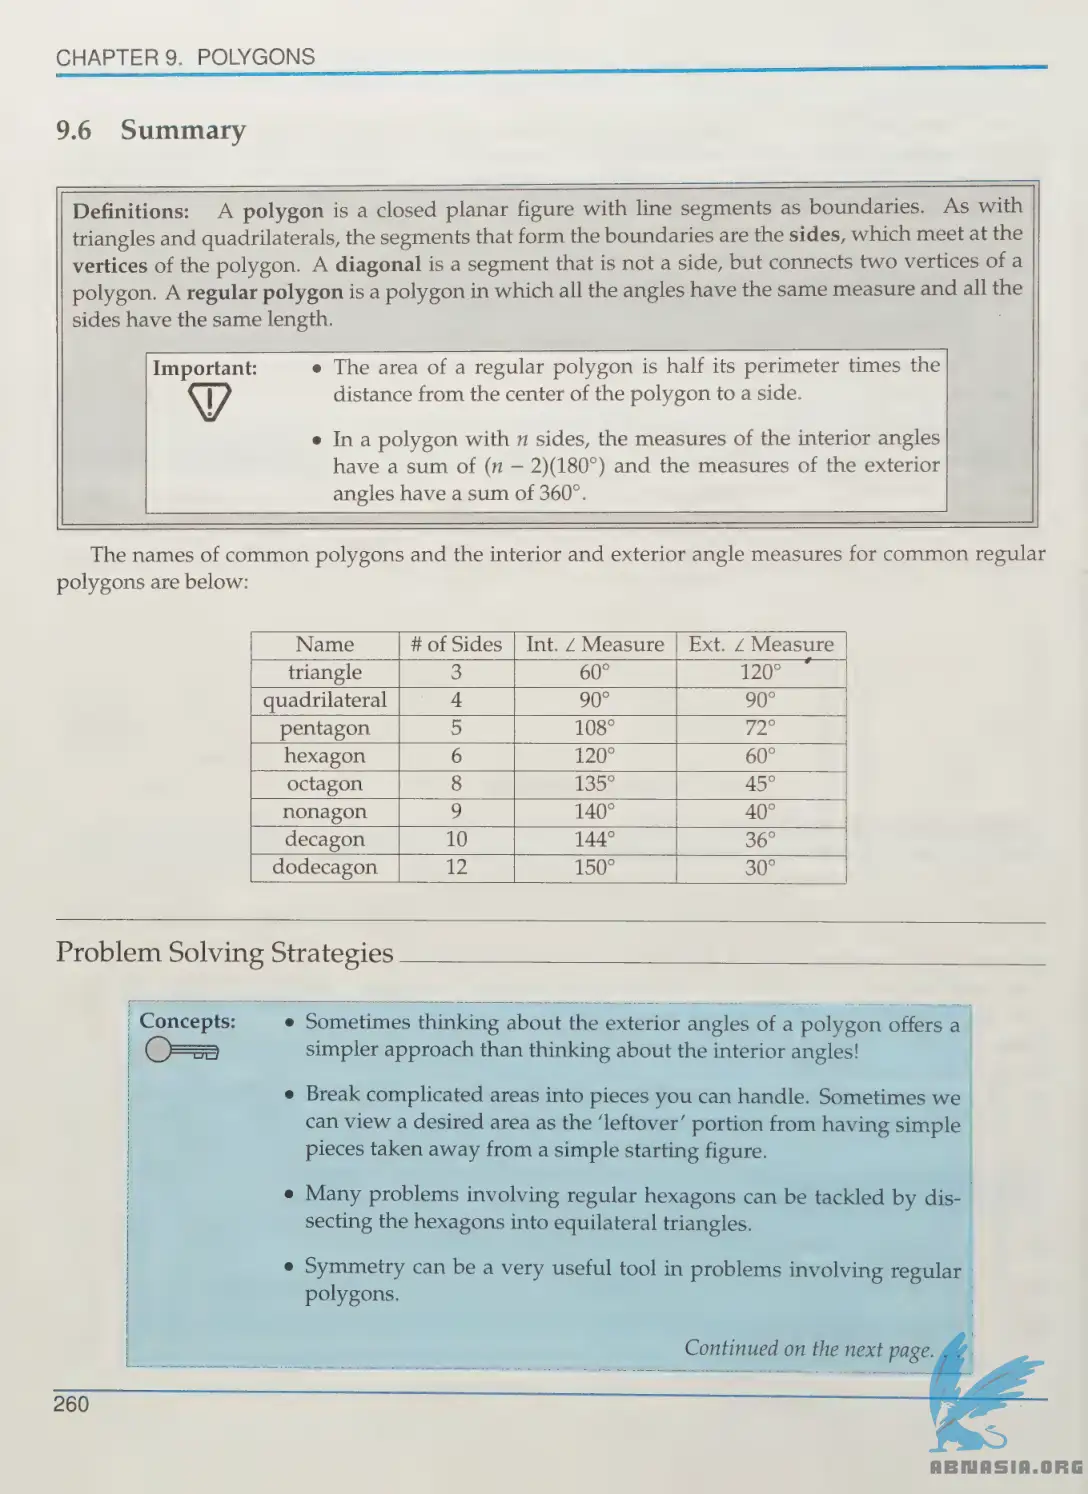 CHAPTER 9. POLYGONS
9.6 Summary
Definitions: A polygon is a closed planar figure with line segments as boundaries. As with
triangles and quadrilaterals, the segments that form the boundaries are the sides, which meet at the
vertices of the polygon. A diagonal is a segment that is not a side, but connects two vertices of a
polygon. A regular polygon is a polygon in which all the angles have the same measure and all the
sides have the same length.
Important:
• The area of a regular polygon is half its perimeter times the
distance from the center of the polygon to a side.
• In a polygon with n sides, the measures of the interior angles
have a sum of (n − 2)(180°) and the measures of the exterior
angles have a sum of 360°.
The names of common polygons and the interior and exterior angle measures for common regular
polygons are below:
Name # of Sides Int. ∠ Measure Ext. ∠ Measure
triangle 3 60° 120°
quadrilateral 4 90° 90°
pentagon 5 108° 72°
hexagon 6 120° 60°
octagon 8 135° 45°
nonagon 9 140° 40°
decagon 10 144° 36°
dodecagon 12 150° 30°
Problem Solving Strategies
Concepts:
• Sometimes thinking about the exterior angles of a polygon offers a
simpler approach than thinking about the interior angles!
• Break complicated areas into pieces you can handle. Sometimes we
can view a desired area as the 'leftover' portion from having simple
pieces taken away from a simple starting figure.
• Many problems involving regular hexagons can be tackled by dis-
secting the hexagons into equilateral triangles.
• Symmetry can be a very useful tool in problems involving regular
polygons.
Continued on the next page. . .
260
ABNASIA.ORG